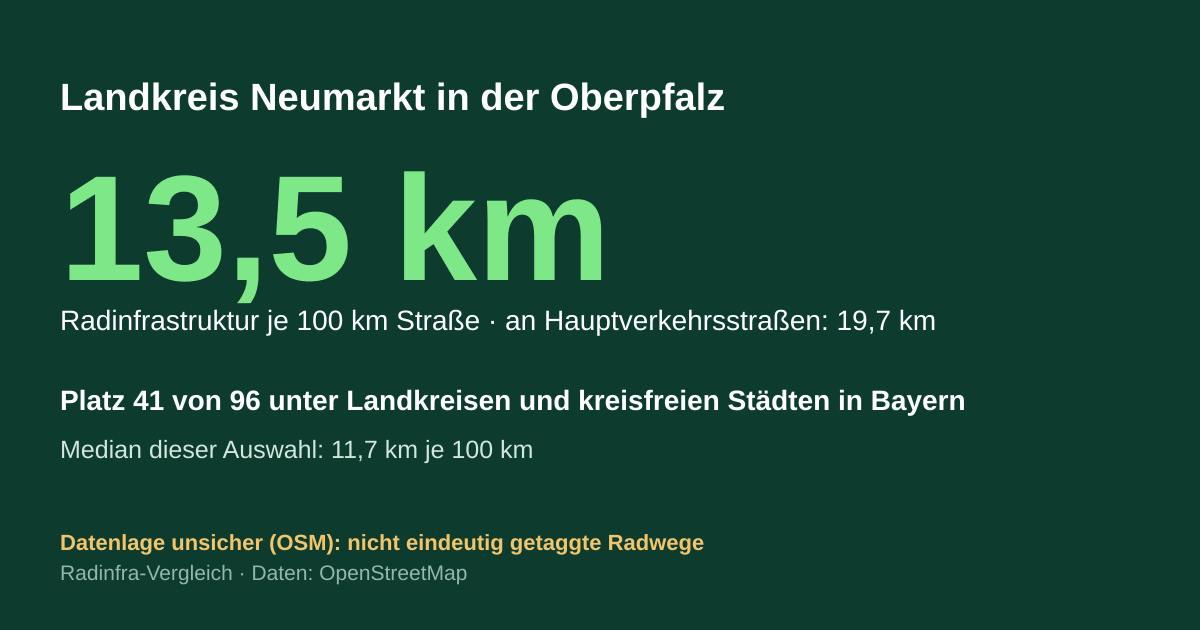 Landkreis Neumarkt in der Oberpfalz
13,5 km
Radinfrastruktur je 100 km Straße · an Hauptverkehrsstraßen: 19,7 km
Platz 41 von 96 unter Landkreisen und kreisfreien Städten in Bayern
Median dieser Auswahl: 11,7 km je 100 km
Datenlage unsicher (OSM): nicht eindeutig getaggte Radwege
Radinfra-Vergleich · Daten: OpenStreetMap